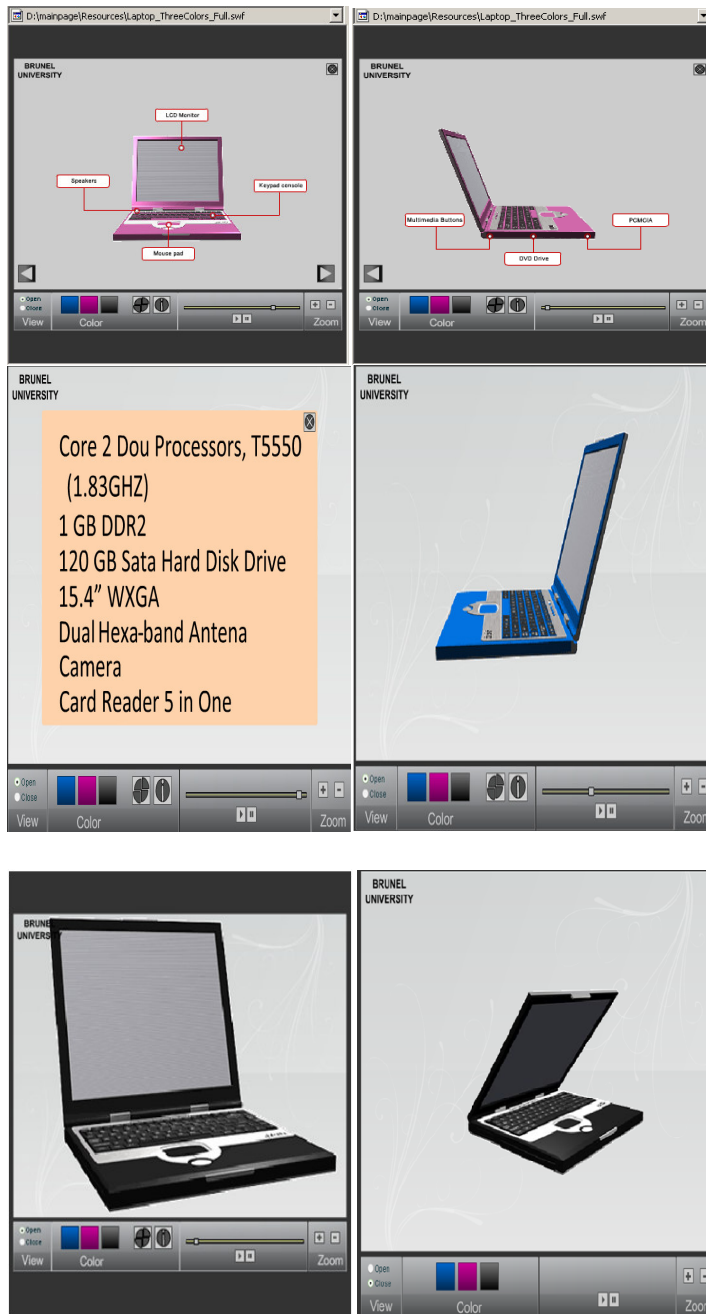 D:\mainpage\Resources\Laptop_ThreeColors_Full.swf
BRUNEL
UNIVERSITY
LCD Monitor
Speakers
Keypad console
Mouse pad
Open
Close
View
Color
Zoom
D:\mainpage\Resources\Laptop_ThreeColors_Full.swf
BRUNEL
UNIVERSITY
Multimedia Buttons
PCMCIA
DVD Drive
Open
Close
View
Color
Zoom
BRUNEL
UNIVERSITY
Core 2 Dou Processors, T5550
(1.83GHZ)
1 GB DDR2
120 GB Sata Hard Disk Drive
15.4” WXGA
Dual Hexa-band Antena
Camera
Card Reader 5 in One
Open
Close
View
Color
Zoom
BRUNEL
UNIVERSITY
Open
Close
View
Color
Zoom
BRUNE
UNIVERS
Open
Close
View
Color
Zoom
BRUNEL
UNIVERSITY
Open
Close
View
Color
Zoo